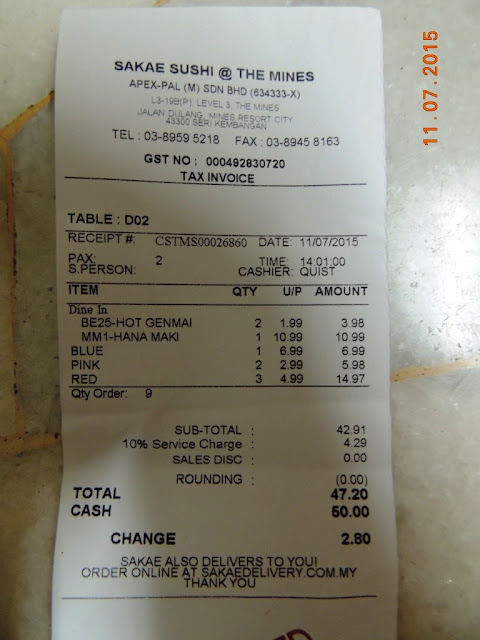 SAKAE SUSHI @ THE MINES
APEX-PAL (M) SDN BHD (634333-X)
L3-19B(P), LEVEL 3, THE MINES
JALAN DULANG, MINES RESORT CITY
43300 SERI KEMBANGAN
TEL : 03-8959 5218 FAX : 03-8945 8163
GST NO : 000492830720
TAX INVOICE
TABLE : D02
RECEIPT #: CSTMS00026860 DATE: 11/07/2015
PAX: 2 TIME: 14:01:00
S.PERSON: CASHIER: QUIST
ITEM QTY U/P AMOUNT
Dine In
BE25-HOT GENMAI 2 1.99 3.98
MM1-HANA MAKI 1 10.99 10.99
BLUE 1 6.99 6.99
PINK 2 2.99 5.98
RED 3 4.99 14.97
Qty Order: 9
SUB-TOTAL : 42.91
10% Service Charge : 4.29
SALES DISC : 0.00
ROUNDING : (0.00)
TOTAL 47.20
CASH 50.00
CHANGE 2.80
SAKAE ALSO DELIVERS TO YOU!
ORDER ONLINE AT SAKAEDELIVERY.COM.MY
THANK YOU
11.07.2015